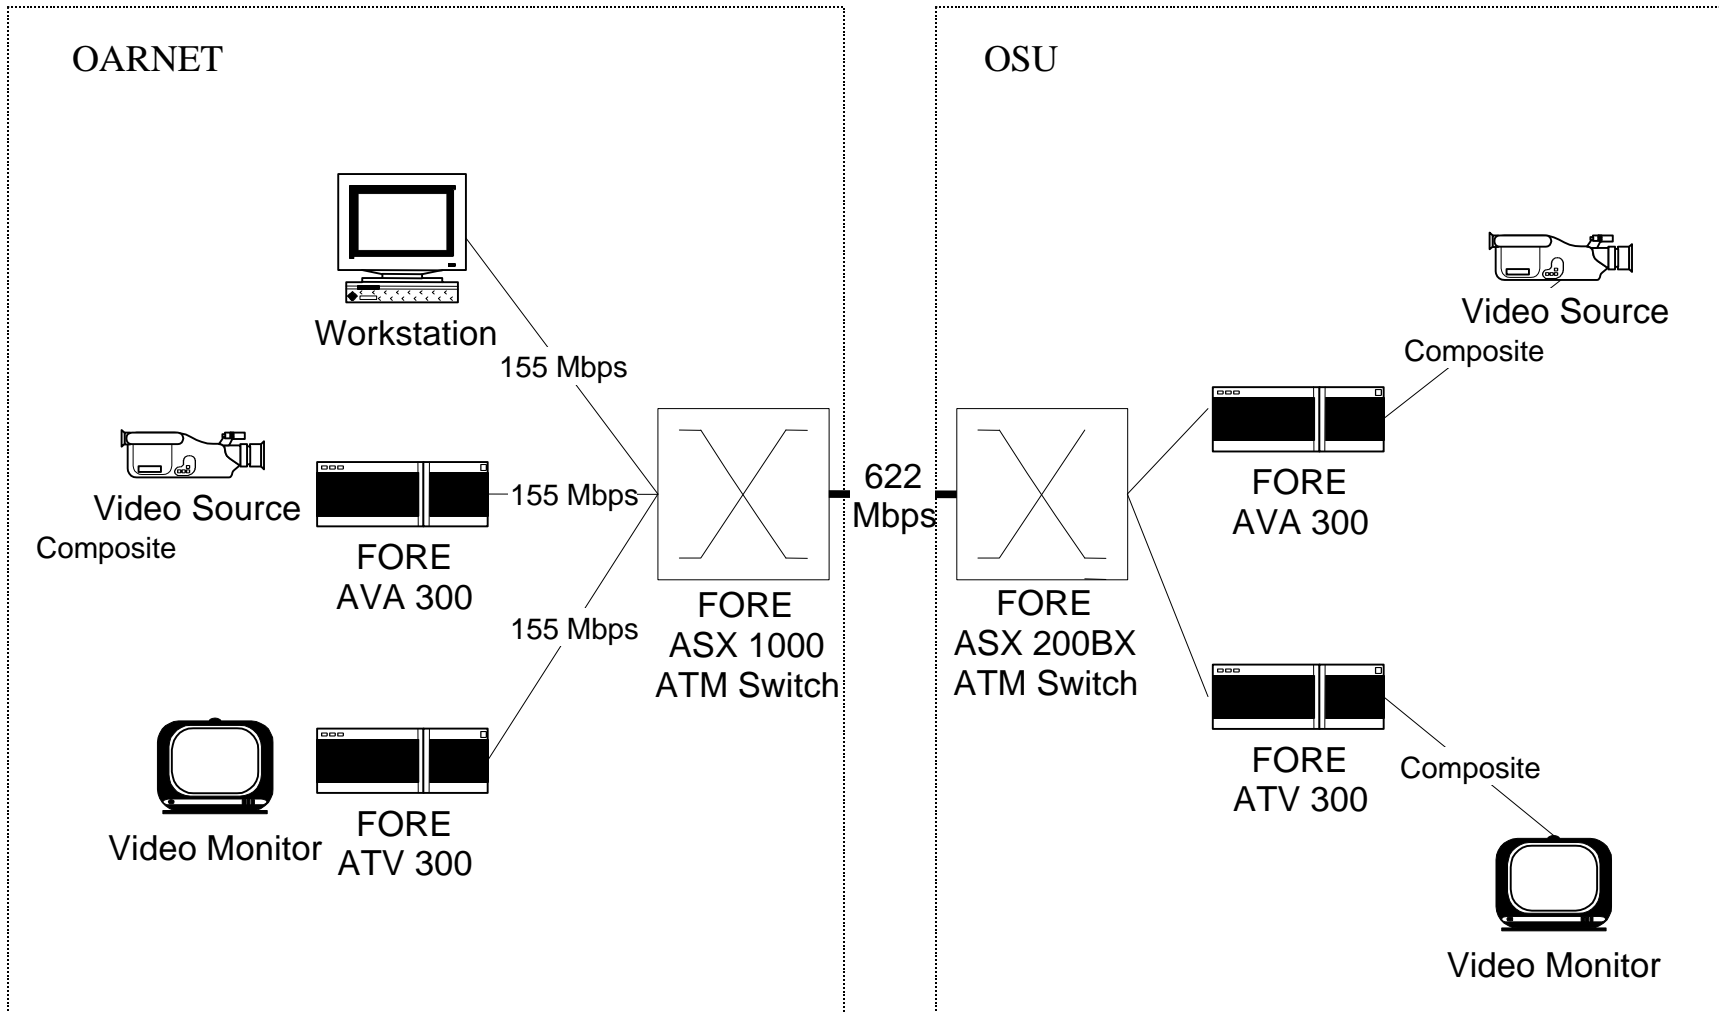 OARNET
Workstation
155 Mbps
Video Source
Composite
FORE
AVA 300
155 Mbps
155 Mbps
Video Monitor
FORE
ATV 300
FORE
ASX 1000
ATM Switch
622
Mbps
OSU
FORE
ASX 200BX
ATM Switch
Video Source
Composite
FORE
AVA 300
FORE
ATV 300
Composite
Video Monitor